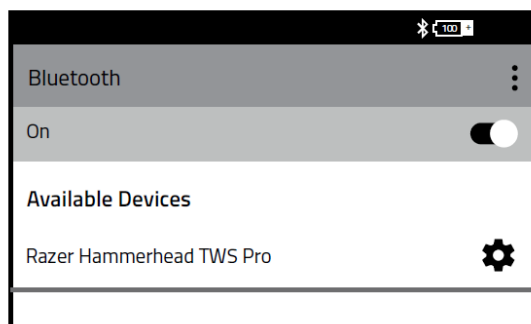 100 +
Bluetooth
On
Available Devices
Razer Hammerhead TWS Pro